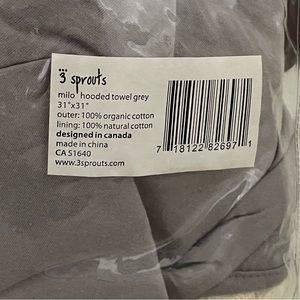 3 sprouts
milo hooded towel grey
31"x31"
outer: 100% organic cotton
lining: 100% natural cotton
designed in canada
made in china
CA 51640
www.3sprouts.com
7 18122 82697 1